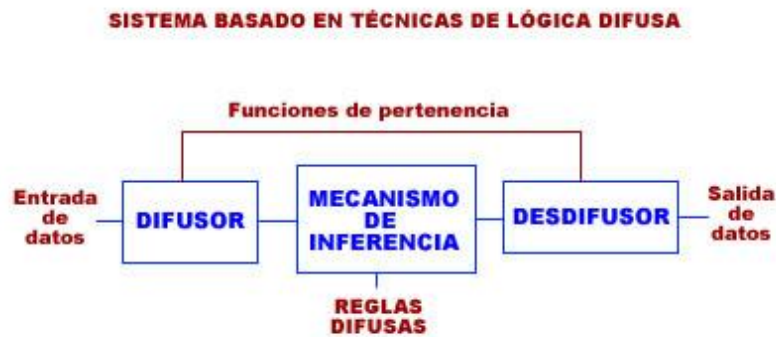 SISTEMA BASADO EN TÉCNICAS DE LÓGICA DIFUSA
Funciones de pertenencia
Entrada
de
datos
DIFUSOR
MECANISMO
DE
INFERENCIA
DESDIFUSOR
Salida
de
datos
REGLAS
DIFUSAS